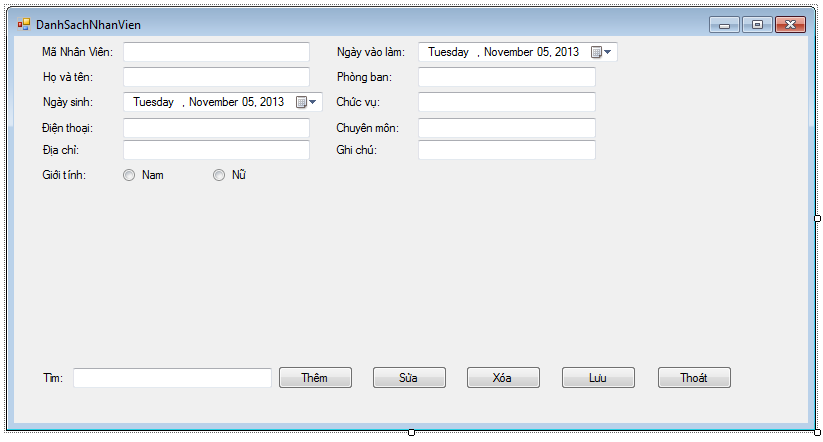 DanhSachNhanVien
Mã Nhân Viên: Ngày vào làm: Tuesday , November 05, 2013
Họ và tên: Phòng ban:
Ngày sinh: Tuesday , November 05, 2013 Chức vụ:
Điện thoại: Chuyên môn:
Địa chỉ: Ghi chú:
Giới tính: Nam Nữ
Tìm: Thêm Sửa Xóa Lưu Thoát